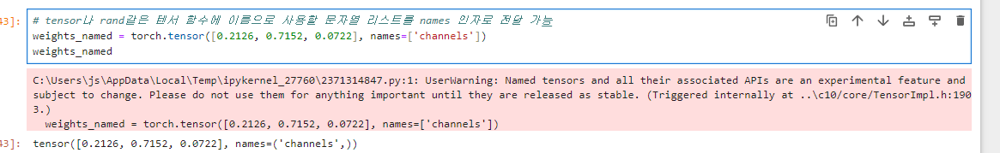 43]:
# tensor나 rand같은 텐서 함수에 이름으로 사용할 문자열 리스트를 names 인자로 전달 가능
weights_named = torch.tensor([0.2126, 0.7152, 0.0722], names=['channels'])
weights_named
C:\Users\js\AppData\Local\Temp\ipykernel_27760\2371314847.py:1: UserWarning: Named tensors and all their associated APIs are an experimental feature and
subject to change. Please do not use them for anything important until they are released as stable. (Triggered internally at ..\c10/core/TensorImpl.h:190
3.)
  weights_named = torch.tensor([0.2126, 0.7152, 0.0722], names=['channels'])
43]: tensor([0.2126, 0.7152, 0.0722], names=('channels',))